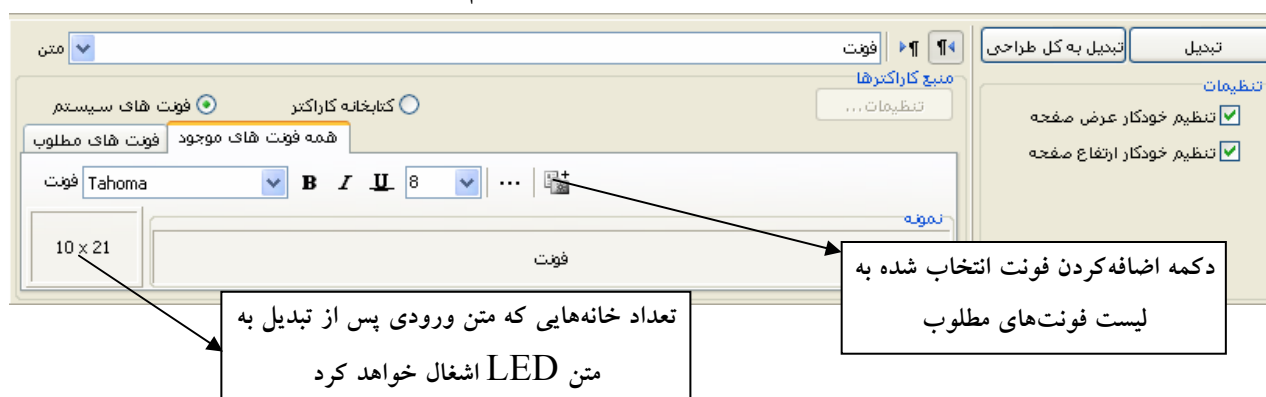 تبدیل
تبدیل به کل طراحی
فونت
متن
تنظیمات
تنظیم خودکار عرض صفحه
تنظیم خودکار ارتفاع صفحه
منبع کاراکترها
تنظیمات...
کتابخانه کاراکتر
فونت های سیستم
همه فونت های موجود
فونت های مطلوب
فونت Tahoma B I U 8 ...
نمونه
فونت
10 x 21
دکمه اضافه‌کردن فونت انتخاب شده به
لیست فونت‌های مطلوب
تعداد خانه‌هایی که متن ورودی پس از تبدیل به
متن LED اشغال خواهد کرد